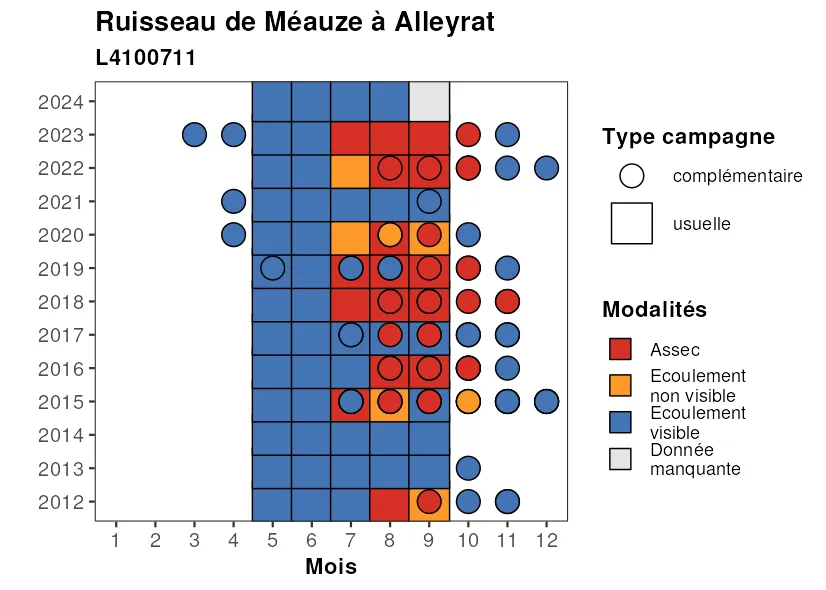 Ruisseau de Méauze à Alleyrat
L4100711
2024
2023
2022
2021
2020
2019
2018
2017
2016
2015
2014
2013
2012
1 2 3 4 5 6 7 8 9 10 11 12
Mois
Type campagne
complémentaire
usuelle
Modalités
Assec
Ecoulement
non visible
Ecoulement
visible
Donnée
manquante